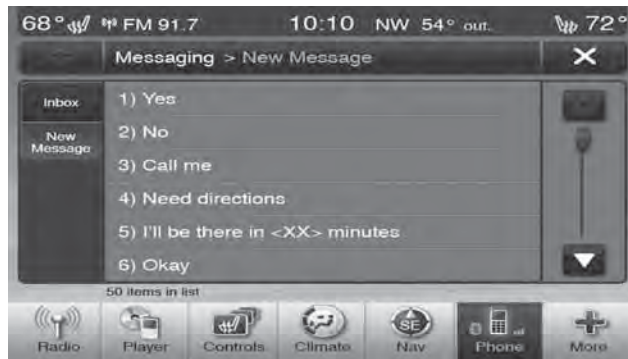 68° FM 91.7 10:10 NW 54° out. 72°
Messaging > New Message X
Inbox
New
Message
1) Yes
2) No
3) Call me
4) Need directions
5) I'll be there in <XX> minutes
6) Okay
50 items in list
SE
Radio Player Controls Climate Nav Phone More